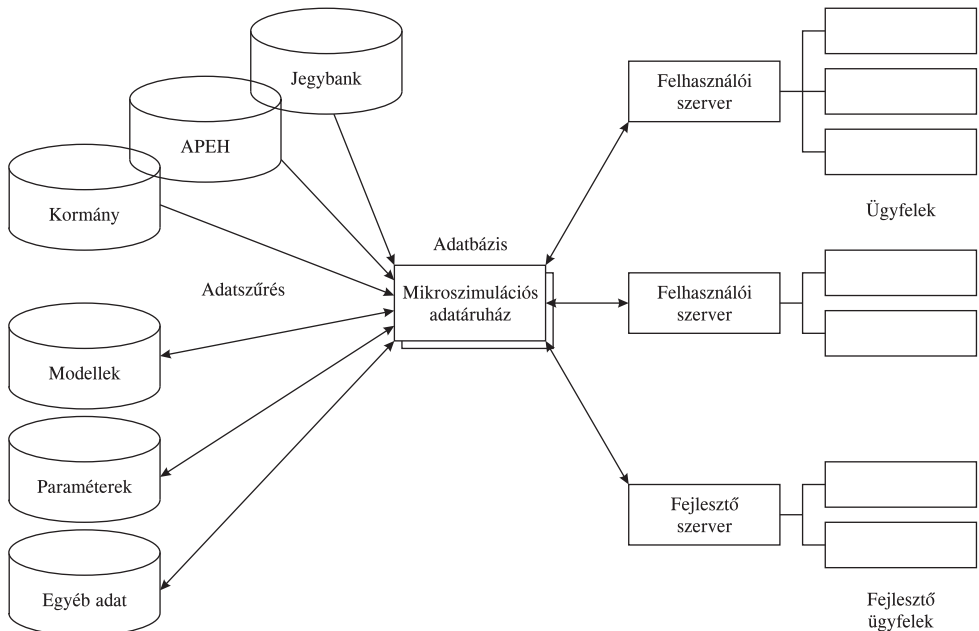 Jegybank
APEH
Kormány
Adatszűrés
Modellek
Paraméterek
Egyéb adat
Adatbázis
Mikroszimulációs
adatáruház
Felhasználói
szerver
Ügyfelek
Felhasználói
szerver
Fejlesztő
szerver
Fejlesztő
ügyfelek